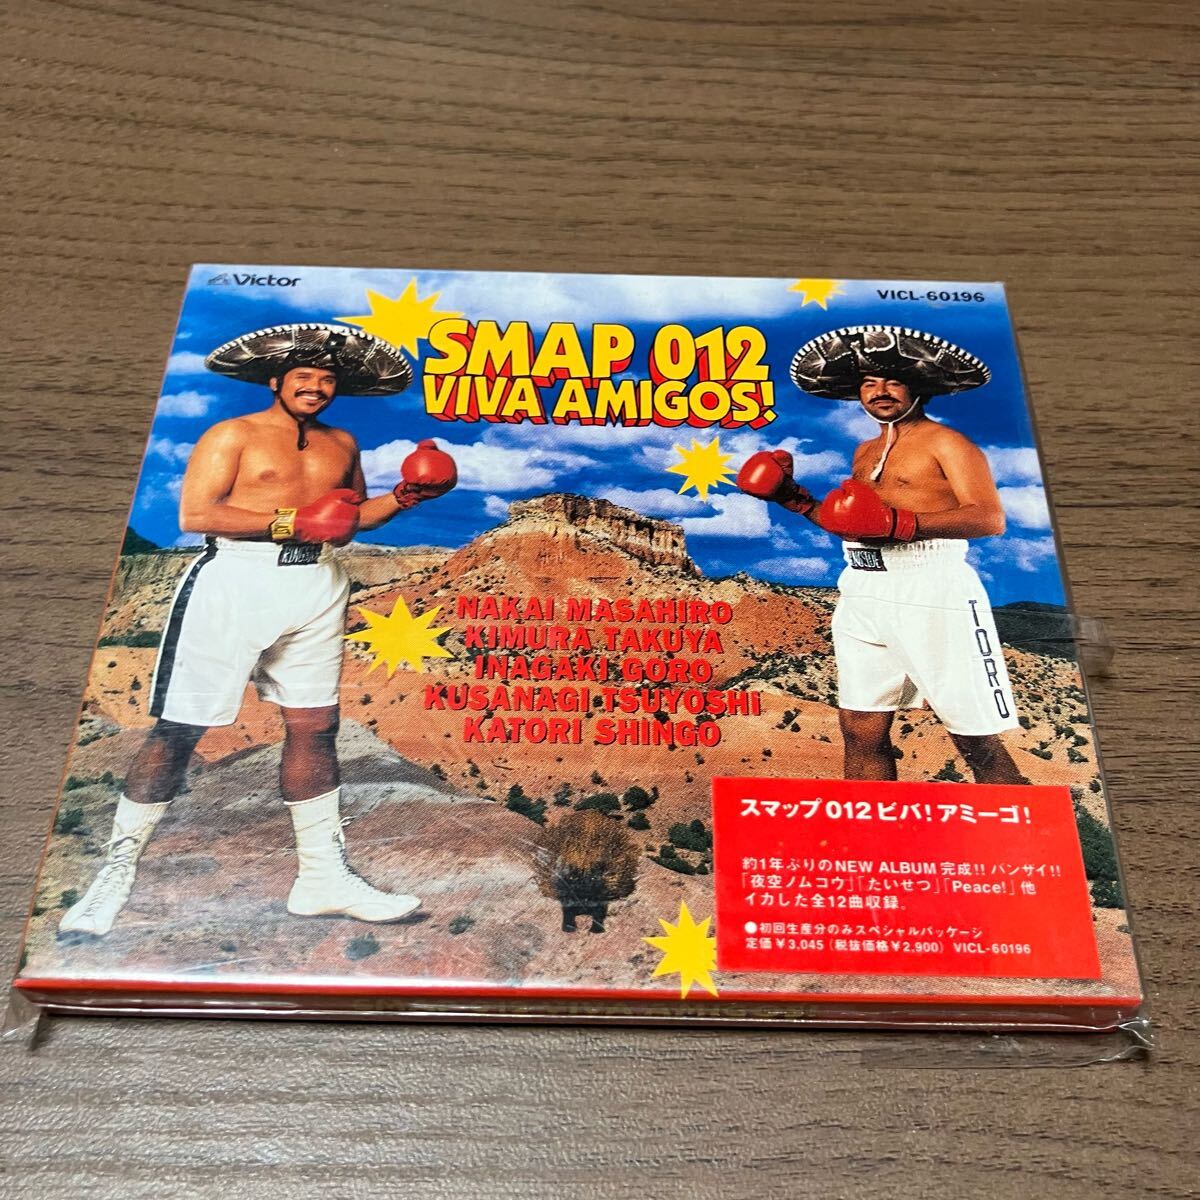 Victor
VICL-60196
SMAP 012
VIVA AMIGOS!
TORO
NAKAI MASAHIRO
KIMURA TAKUYA
INAGAKI GORO
KUSANAGI TSUYOSHI
KATORI SHINGO
スマップ012ビバ!アミーゴ!
約1年ぶりのNEW ALBUM完成!! バンザイ!!
「夜空ノムコウ」「たいせつ」「Peace!」他
イカした全12曲収録。
●初回生産分のみスペシャルパッケージ
定価¥3,045 (税抜価格¥2,900) VICL-60196